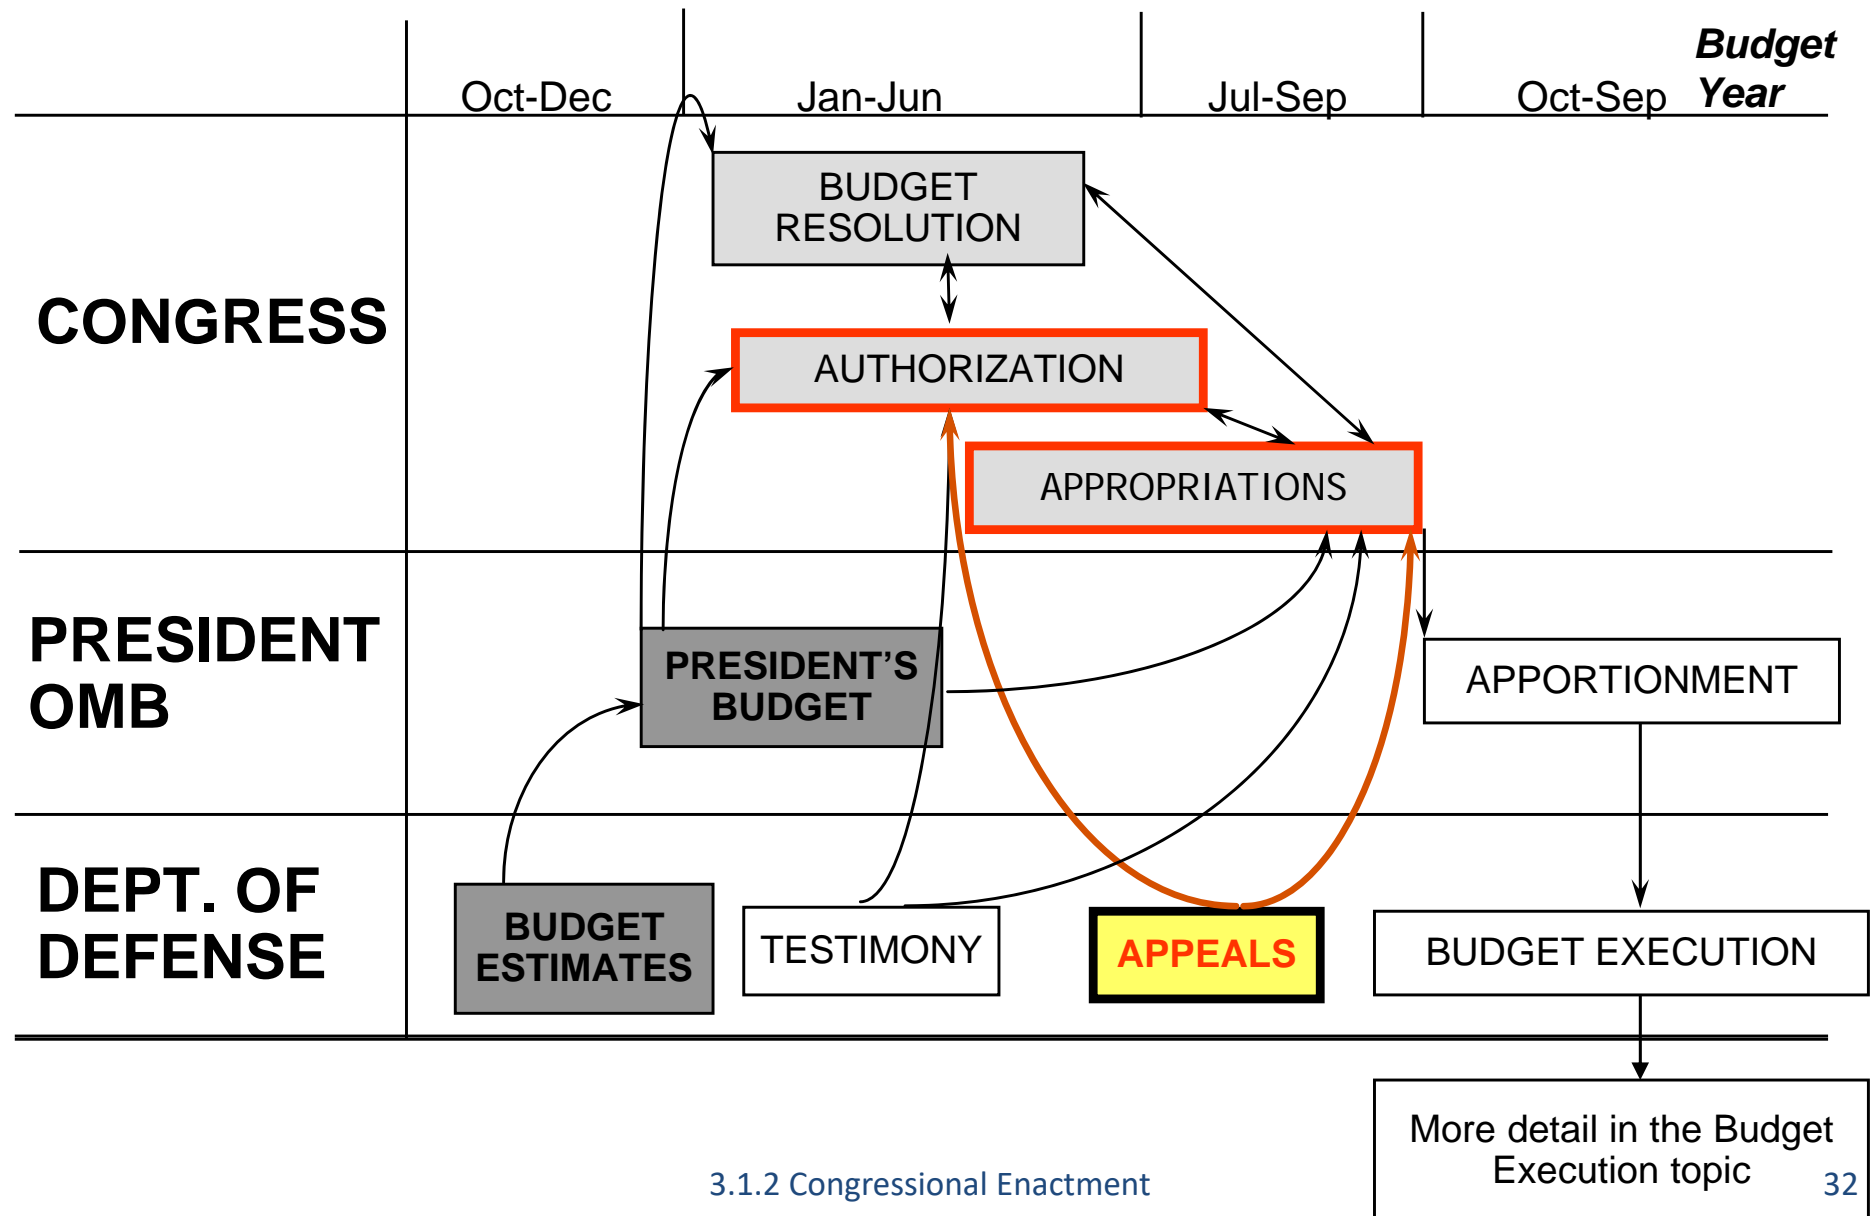 Budget
Year
Oct-Dec
Jan-Jun
Jul-Sep
Oct-Sep
CONGRESS
BUDGET
RESOLUTION
AUTHORIZATION
APPROPRIATIONS
PRESIDENT
OMB
PRESIDENT’S
BUDGET
APPORTIONMENT
DEPT. OF
DEFENSE
BUDGET
ESTIMATES
TESTIMONY
APPEALS
BUDGET EXECUTION
More detail in the Budget
Execution topic
3.1.2 Congressional Enactment
32